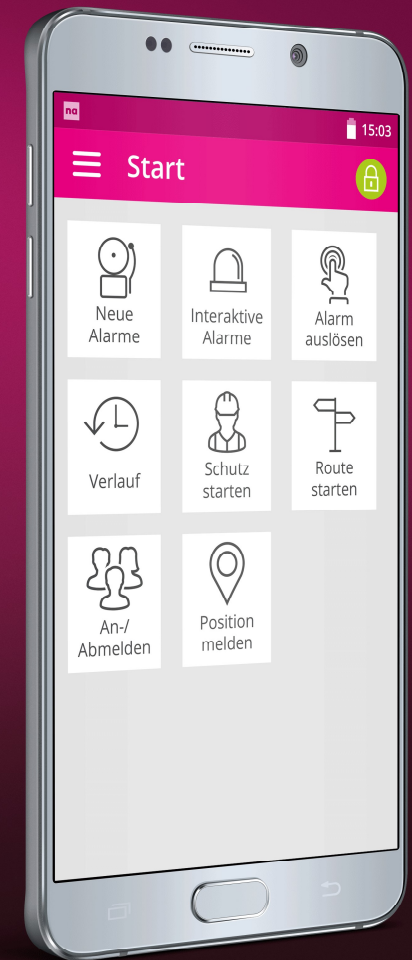 na
15:03
Start
Neue
Alarme
Interaktive
Alarme
Alarm
auslösen
Verlauf
Schutz
starten
Route
starten
An-/
Abmelden
Position
melden